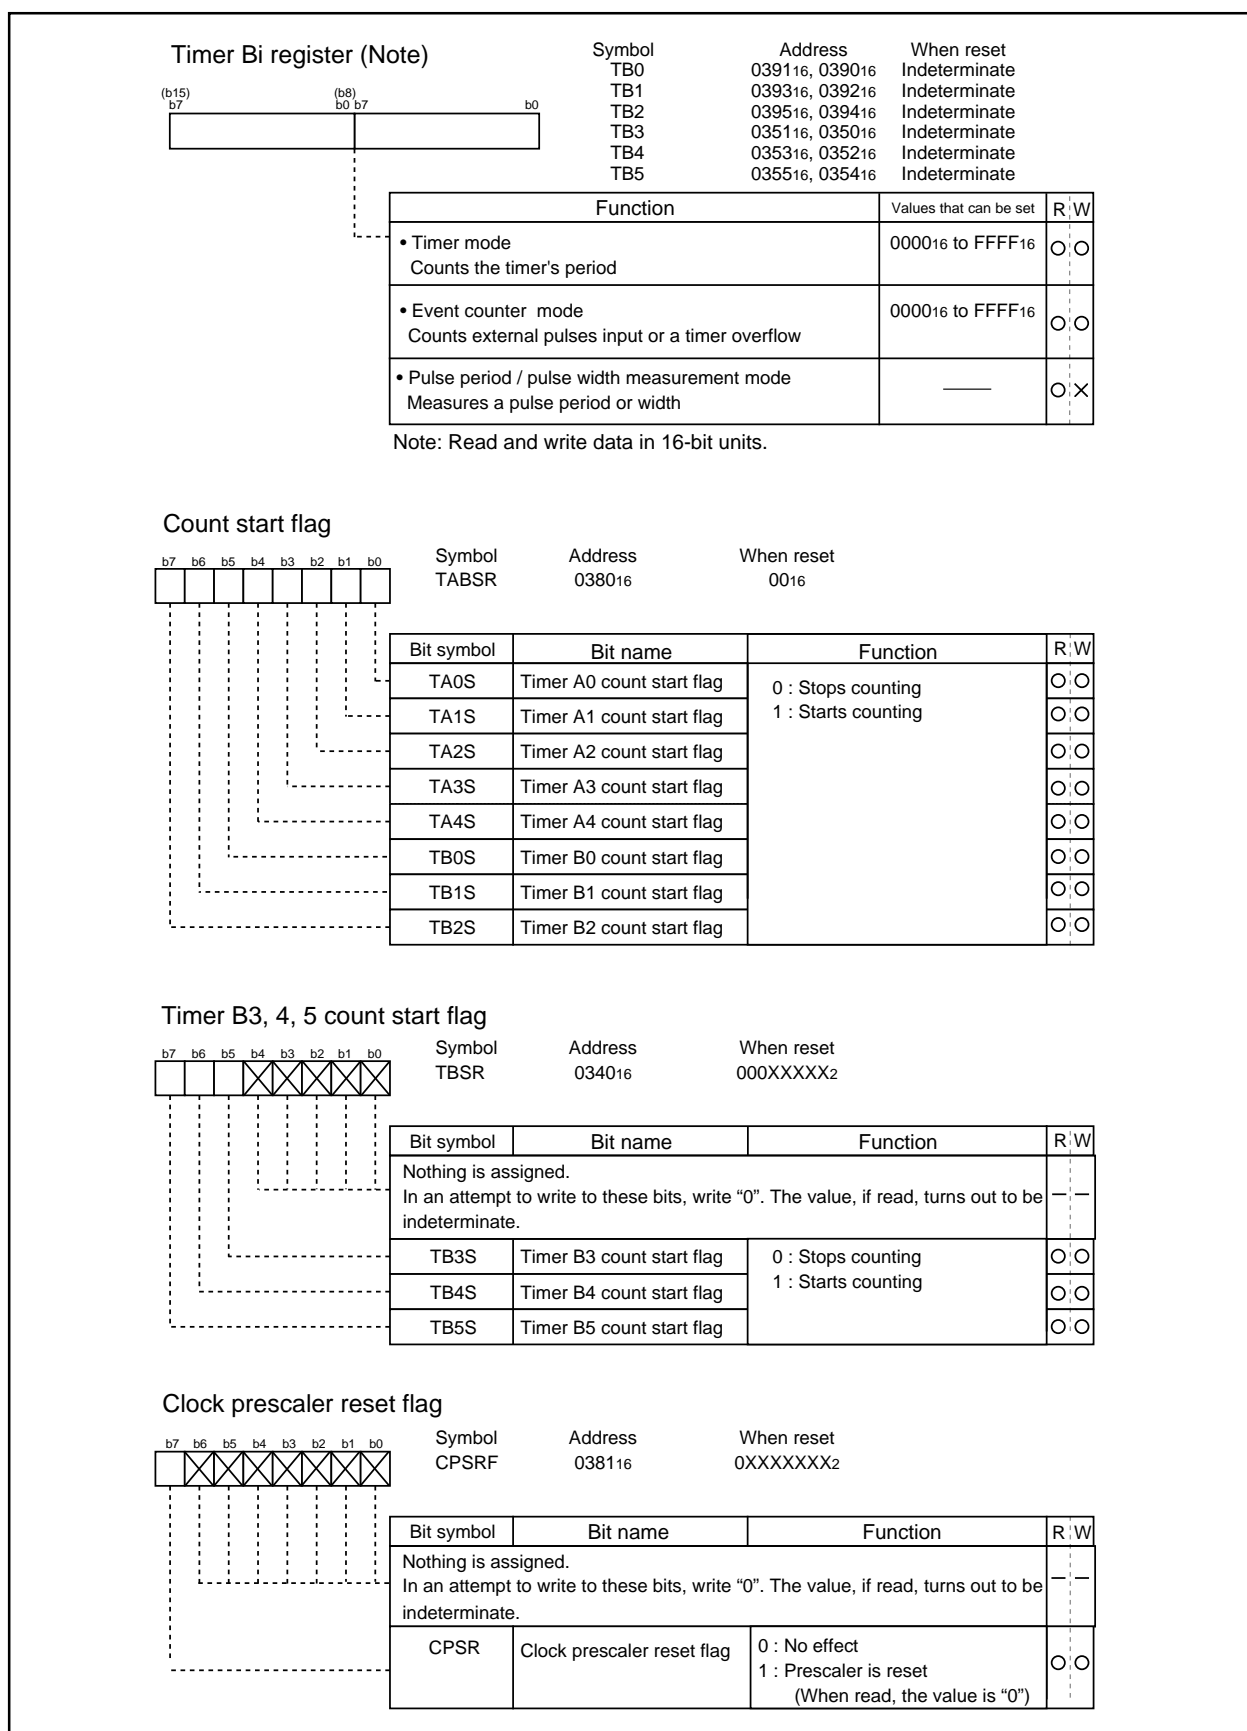 Timer Bi register (Note)
Symbol Address When reset
TB0 039116, 039016 Indeterminate
TB1 039316, 039216 Indeterminate
TB2 039516, 039416 Indeterminate
TB3 035116, 035016 Indeterminate
TB4 035316, 035216 Indeterminate
TB5 035516, 035416 Indeterminate
(b15) (b8)
b7 b0 b7 b0
Function Values that can be set R W
• Timer mode 000016 to FFFF16
Counts the timer's period
• Event counter mode 000016 to FFFF16
Counts external pulses input or a timer overflow
• Pulse period / pulse width measurement mode
Measures a pulse period or width
Note: Read and write data in 16-bit units.
Count start flag
b7 b6 b5 b4 b3 b2 b1 b0
Symbol Address When reset
TABSR 038016 0016
Bit symbol Bit name Function R W
TA0S Timer A0 count start flag 0 : Stops counting
TA1S Timer A1 count start flag 1 : Starts counting
TA2S Timer A2 count start flag
TA3S Timer A3 count start flag
TA4S Timer A4 count start flag
TB0S Timer B0 count start flag
TB1S Timer B1 count start flag
TB2S Timer B2 count start flag
Timer B3, 4, 5 count start flag
b7 b6 b5 b4 b3 b2 b1 b0
Symbol Address When reset
TBSR 034016 000XXXXX2
Bit symbol Bit name Function R W
Nothing is assigned.
In an attempt to write to these bits, write “0”. The value, if read, turns out to be
indeterminate.
TB3S Timer B3 count start flag 0 : Stops counting
TB4S Timer B4 count start flag 1 : Starts counting
TB5S Timer B5 count start flag
Clock prescaler reset flag
b7 b6 b5 b4 b3 b2 b1 b0
Symbol Address When reset
CPSRF 038116 0XXXXXXX2
Bit symbol Bit name Function R W
Nothing is assigned.
In an attempt to write to these bits, write “0”. The value, if read, turns out to be
indeterminate.
CPSR Clock prescaler reset flag 0 : No effect
1 : Prescaler is reset
(When read, the value is “0”)